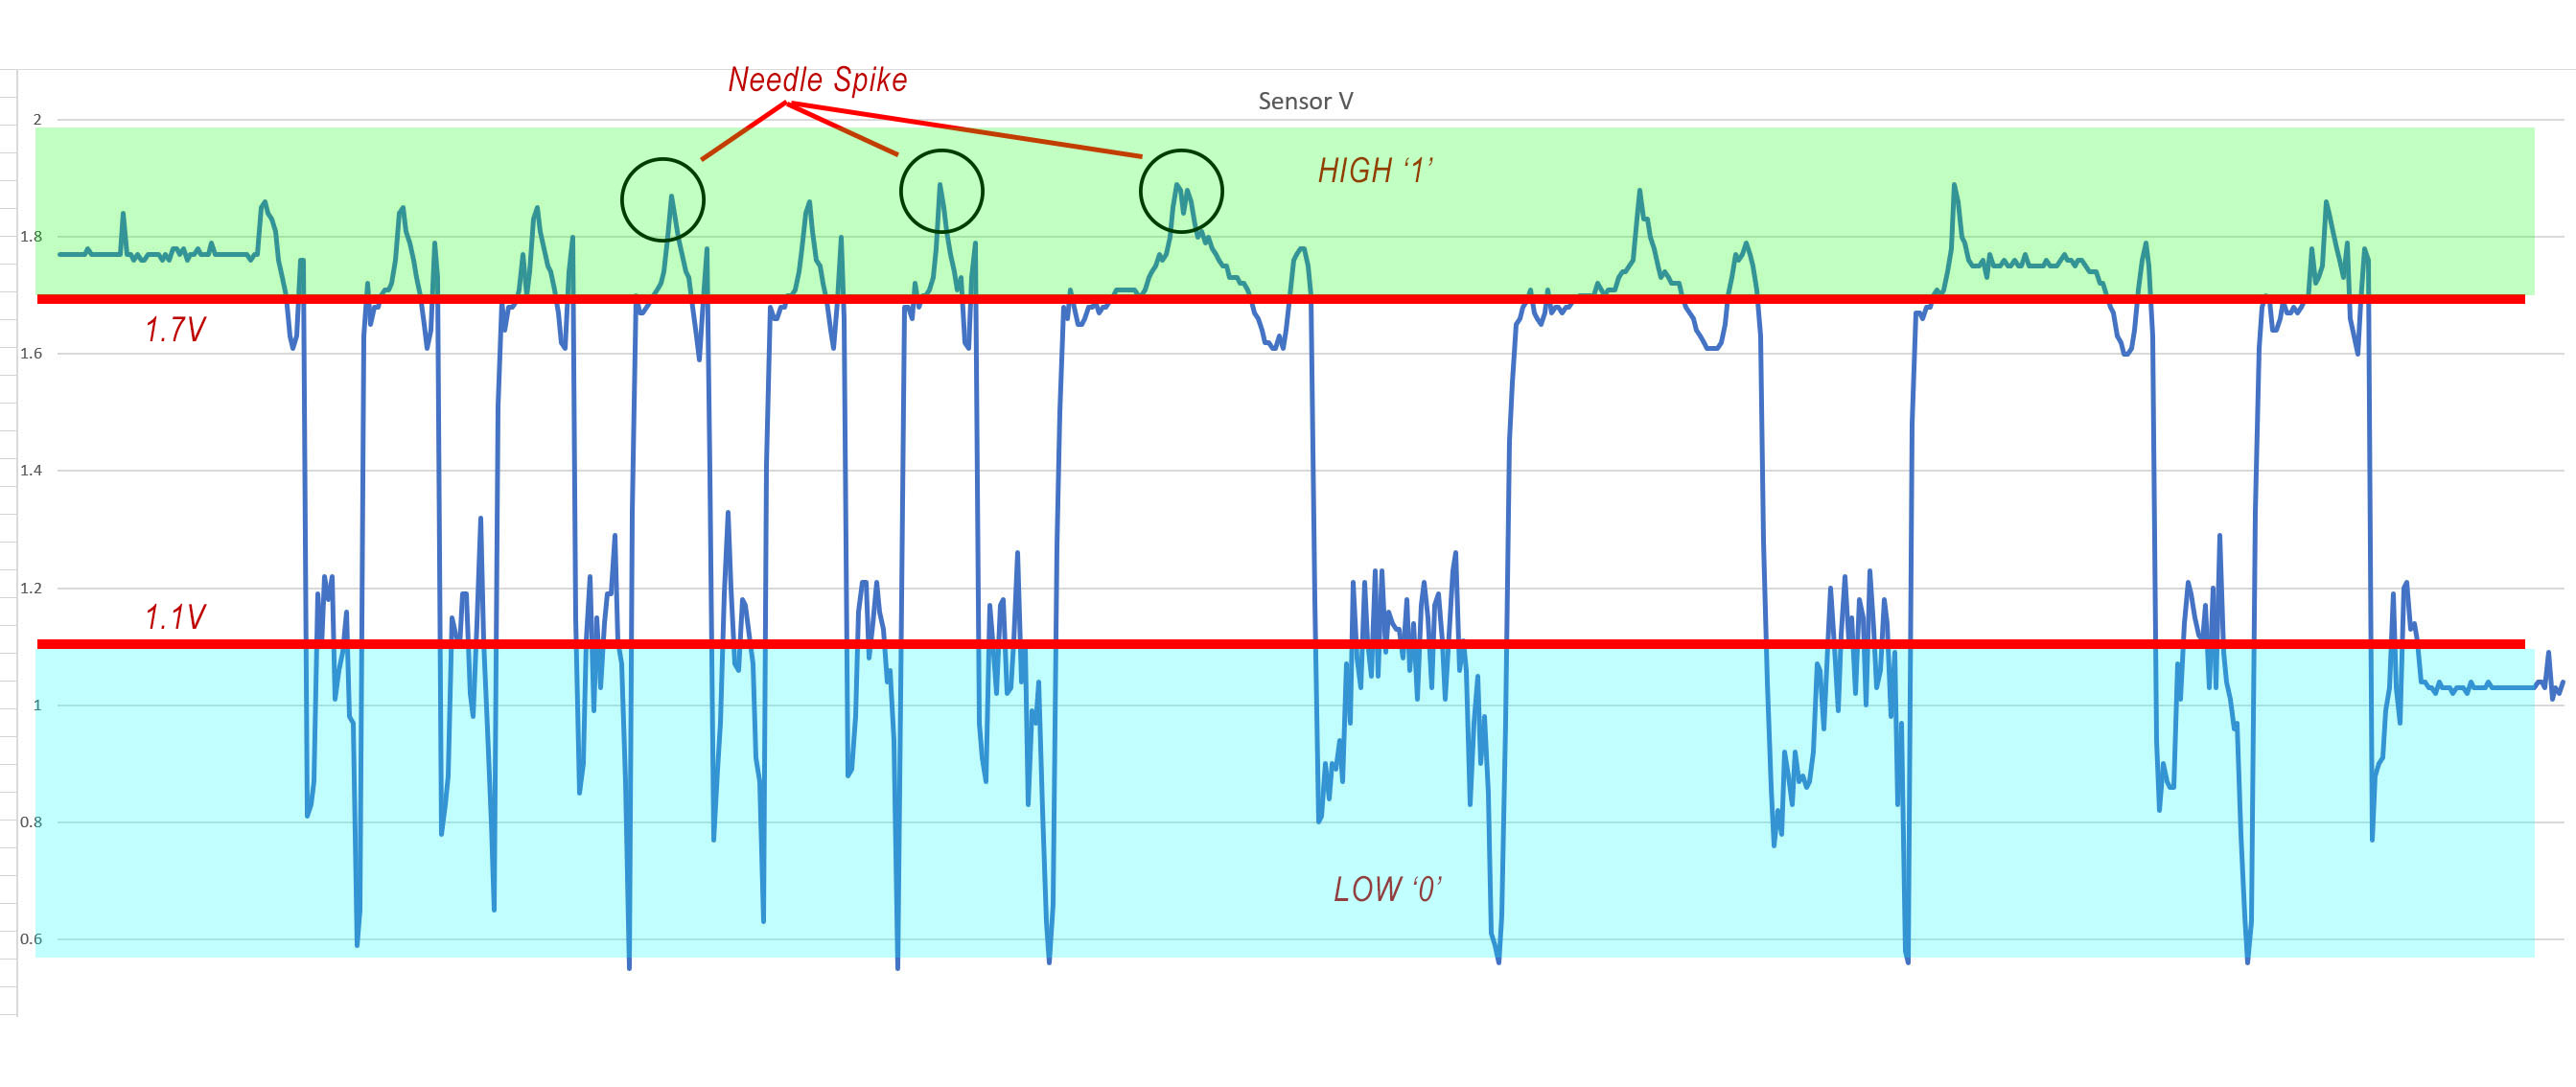 Needle Spike
Sensor V
2
HIGH ‘1’
1.8
1.7V
1.6
1.4
1.2
1.1V
1
LOW ‘0’
0.8
0.6